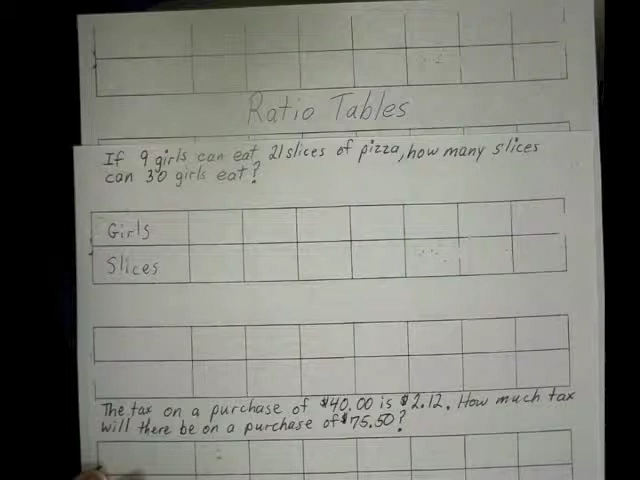 Ratio Tables
If 9 girls can eat 21 slices of pizza, how many slices
can 30 girls eat?
Girls
Slices
The tax on a purchase of $40.00 is $2.12. How much tax
will there be on a purchase of $75.50?